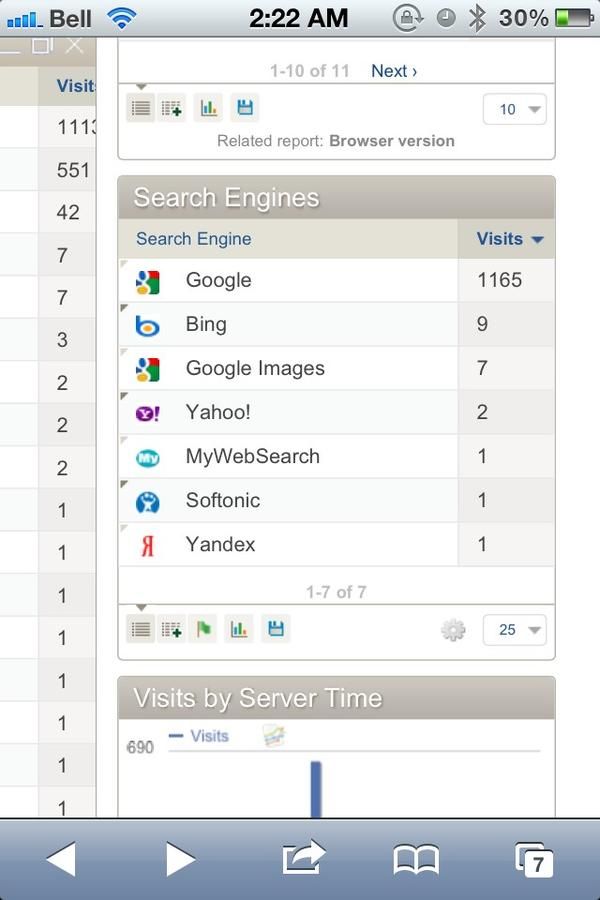 Bell 2:22 AM 30%
Visits
1113
551
42
7
7
3
2
2
2
1
1
1
1
1
1
1
1
1-10 of 11 Next ›
10
Related report: Browser version
Search Engines
Search Engine Visits
Google 1165
Bing 9
Google Images 7
Yahoo! 2
MyWebSearch 1
Softonic 1
Yandex 1
1-7 of 7
25
Visits by Server Time
690 Visits
7